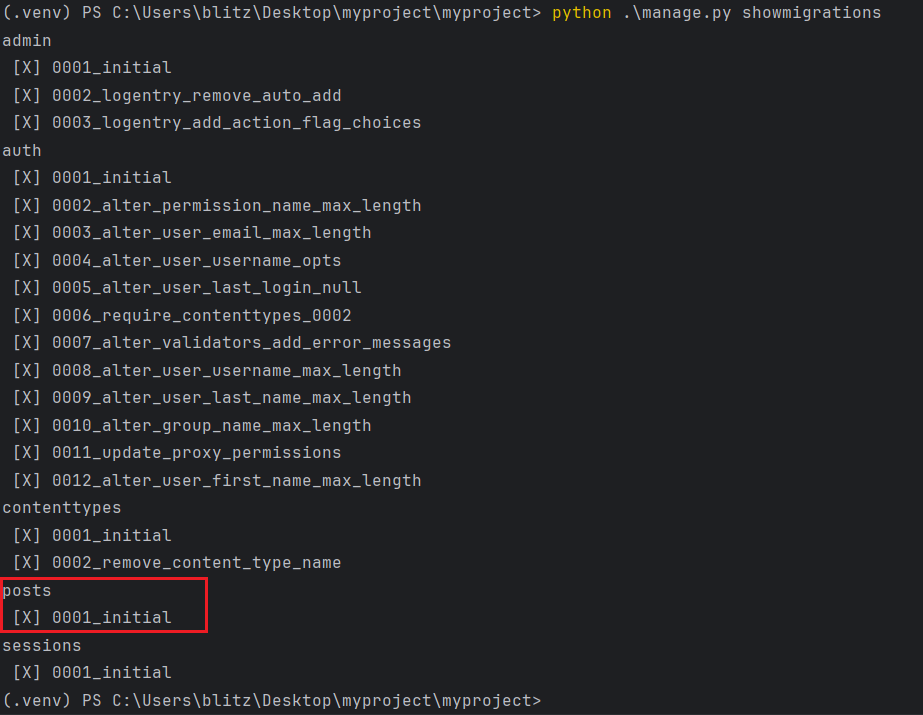 (.venv) PS C:\Users\blitz\Desktop\myproject\myproject> python .\manage.py showmigrations
admin
 [X] 0001_initial
 [X] 0002_logentry_remove_auto_add
 [X] 0003_logentry_add_action_flag_choices
auth
 [X] 0001_initial
 [X] 0002_alter_permission_name_max_length
 [X] 0003_alter_user_email_max_length
 [X] 0004_alter_user_username_opts
 [X] 0005_alter_user_last_login_null
 [X] 0006_require_contenttypes_0002
 [X] 0007_alter_validators_add_error_messages
 [X] 0008_alter_user_username_max_length
 [X] 0009_alter_user_last_name_max_length
 [X] 0010_alter_group_name_max_length
 [X] 0011_update_proxy_permissions
 [X] 0012_alter_user_first_name_max_length
contenttypes
 [X] 0001_initial
 [X] 0002_remove_content_type_name
posts
 [X] 0001_initial
sessions
 [X] 0001_initial
(.venv) PS C:\Users\blitz\Desktop\myproject\myproject>